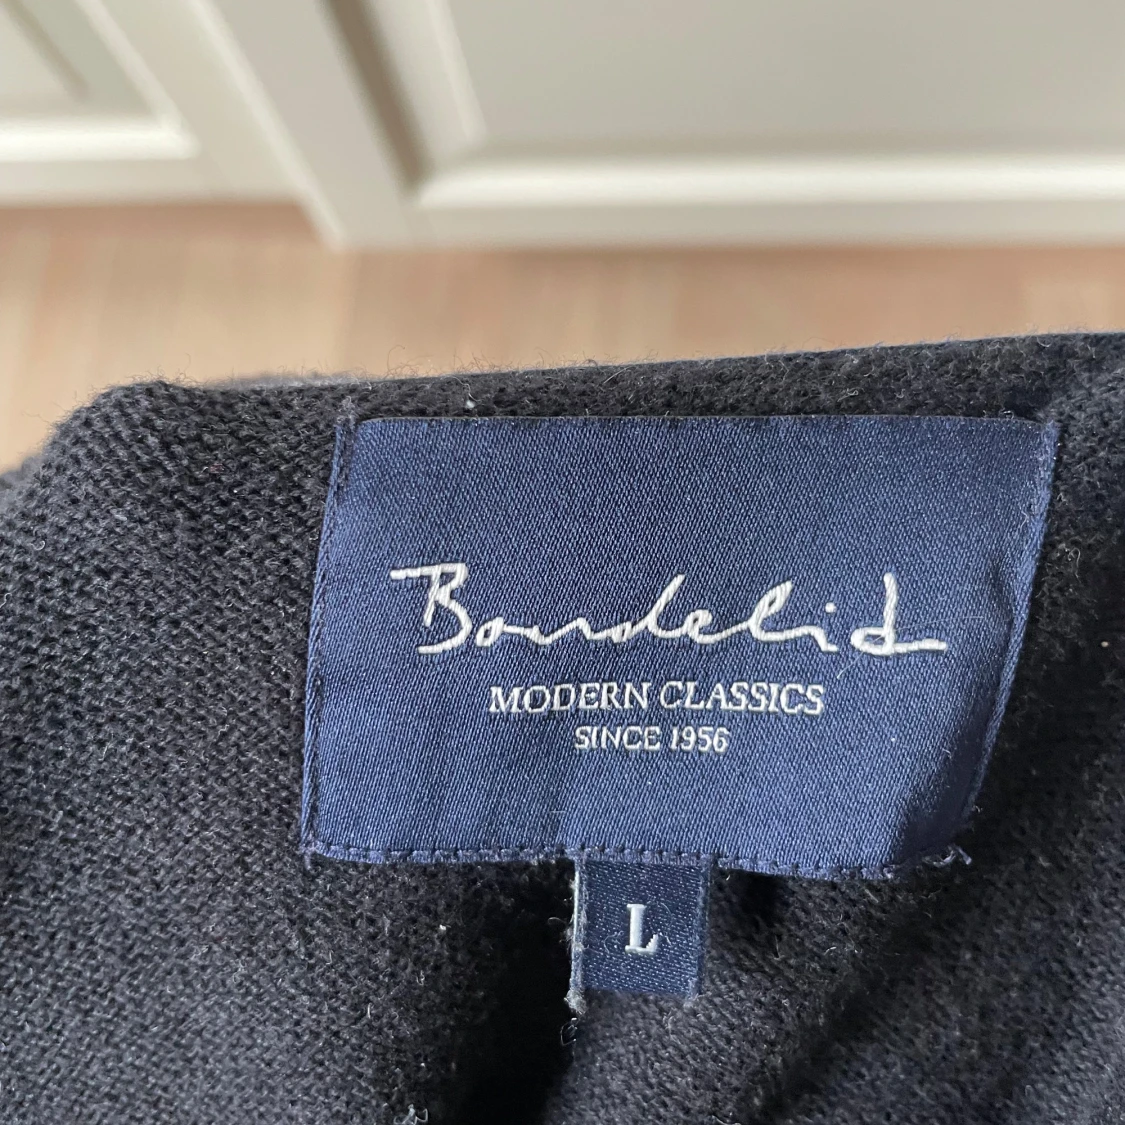 Bondelid
MODERN CLASSICS
SINCE 1956
L